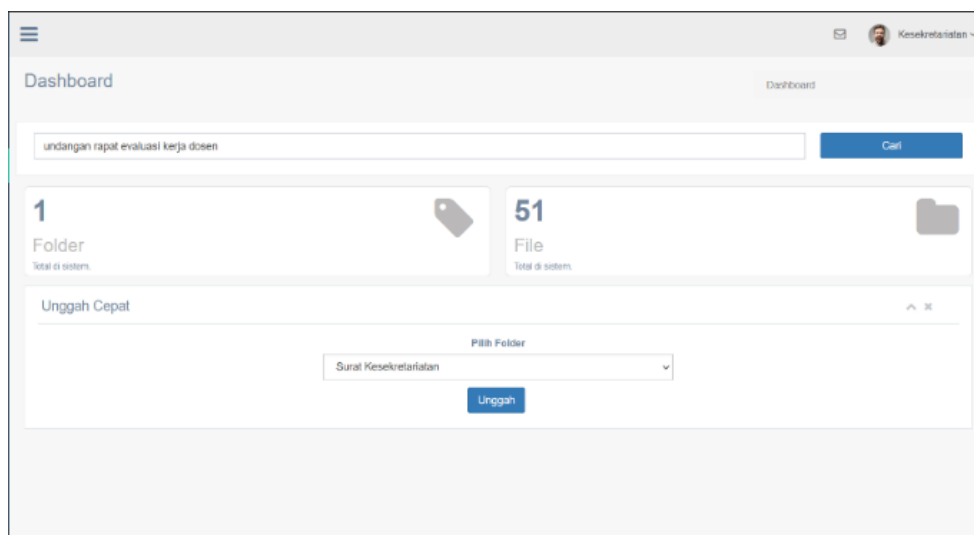 Kesekretariatan
Dashboard
Dashboard
undangan rapat evaluasi kerja dosen
Cari
1
Folder
Total di sistem.
51
File
Total di sistem.
Unggah Cepat
Pilih Folder
Surat Kesekretariatan
Unggah